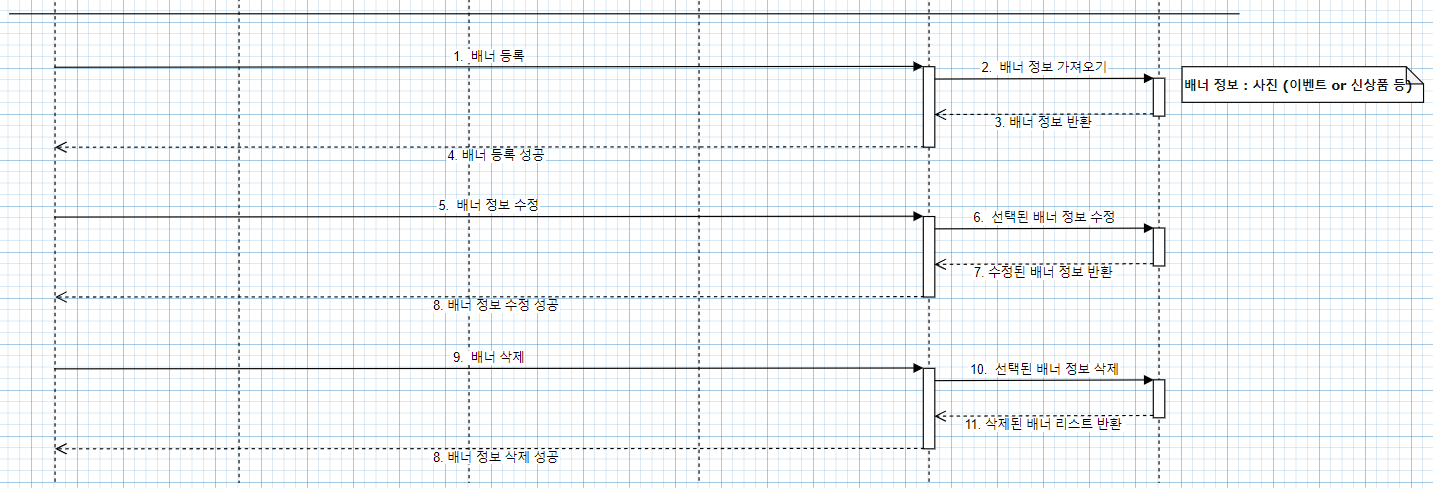 1. 배너 등록
2. 배너 정보 가져오기
배너 정보 : 사진 (이벤트 or 신상품 등)
3. 배너 정보 반환
4. 배너 등록 성공
5. 배너 정보 수정
6. 선택된 배너 정보 수정
7. 수정된 배너 정보 반환
8. 배너 정보 수정 성공
9. 배너 삭제
10. 선택된 배너 정보 삭제
11. 삭제된 배너 리스트 반환
8. 배너 정보 삭제 성공